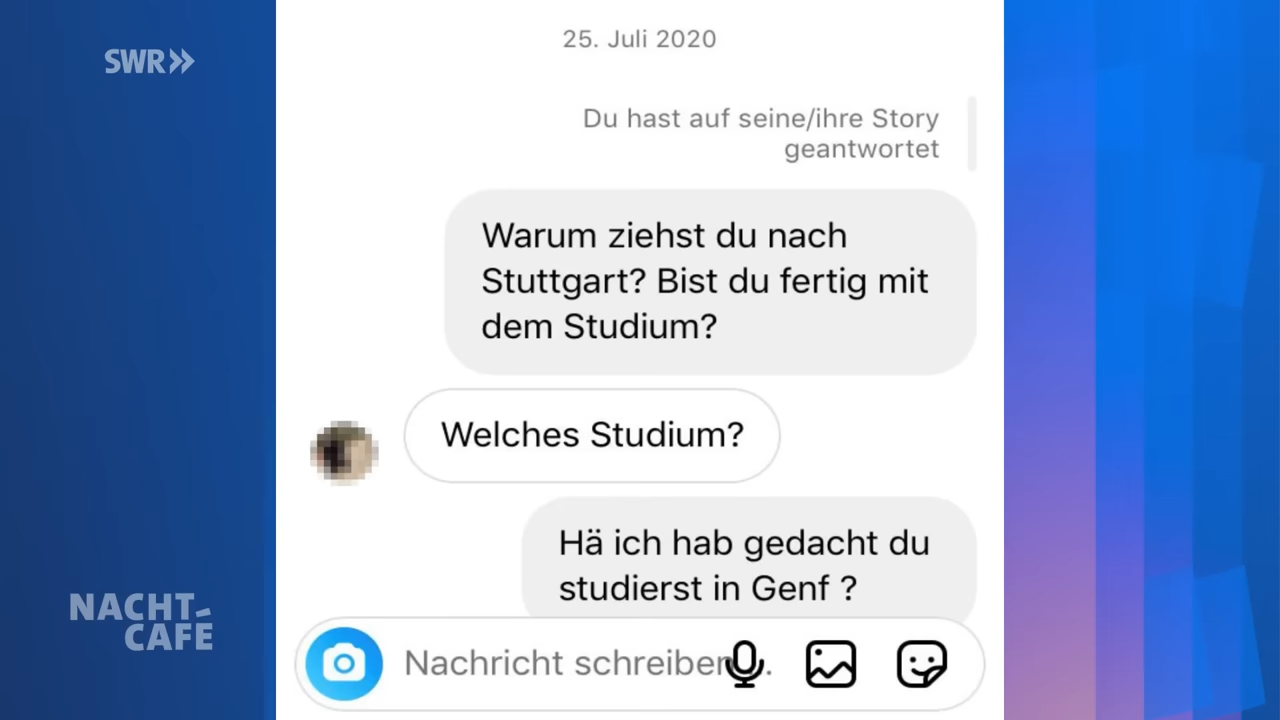 SWR
25. Juli 2020
Du hast auf seine/ihre Story
geantwortet
Warum ziehst du nach
Stuttgart? Bist du fertig mit
dem Studium?
Welches Studium?
Hä ich hab gedacht du
studierst in Genf ?
NACHT-
CAFE
Nachricht schreiben...